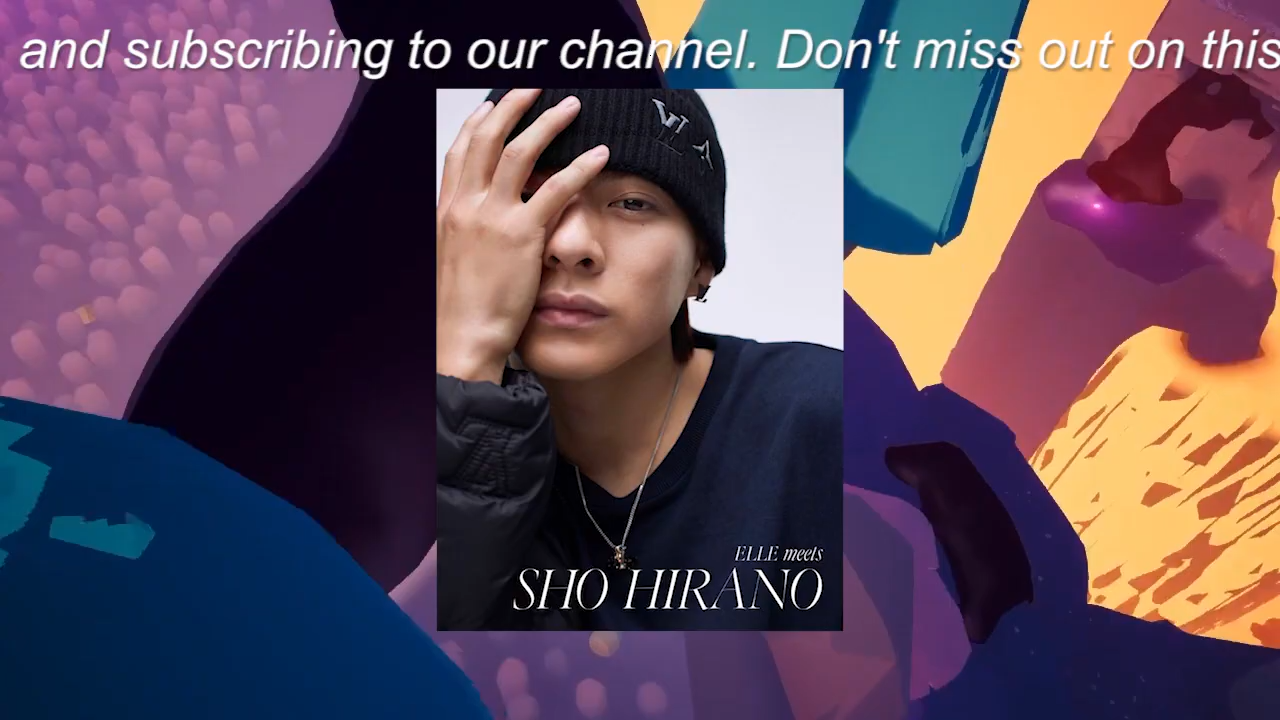 and subscribing to our channel. Don't miss out on this
ELLE meets
SHO HIRANO